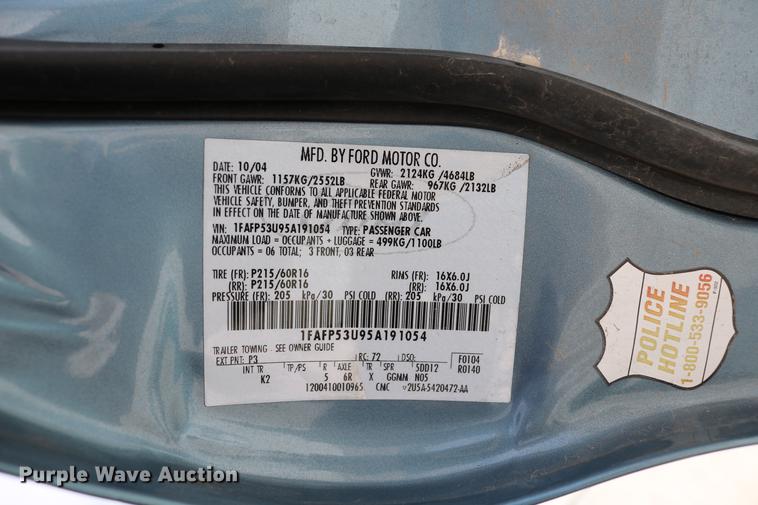 MFD. BY FORD MOTOR CO.
DATE: 10/04 GVWR: 2124KG/4684LB
FRONT GAWR: 1157KG/2552LB REAR GAWR: 967KG /2132LB
THIS VEHICLE CONFORMS TO ALL APPLICABLE FEDERAL MOTOR
VEHICLE SAFETY, BUMPER, AND THEFT PREVENTION STANDARDS
IN EFFECT ON THE DATE OF MANUFACTURE SHOWN ABOVE.
VIN: 1FAFP53U95A191054 TYPE: PASSENGER CAR
MAXIMUM LOAD = OCCUPANTS + LUGGAGE = 499KG/1100LB
OCCUPANTS = 06 TOTAL; 3 FRONT, 03 REAR
TIRE (FR): P215/60R16 RIMS (FR): 16X6.0J
(RR): P215/60R16 (RR): 16X6.0J
PRESSURE (FR): 205 kPa/30 PSI COLD (RR): 205 kPa/30 PSI COLD
1FAFP53U95A191054
TRAILER TOWING - SEE OWNER GUIDE
EXT PNT: P3 RC: 72 DSO: F0104
INT TR TP/PS R AXLE TR SPR SDD12 R0140
K2 5 6R X GGMM N05
1200410010965 CMC 2U5A-5420472-AA
POLICE
HOTLINE
1-800-533-9056
Purple Wave Auction